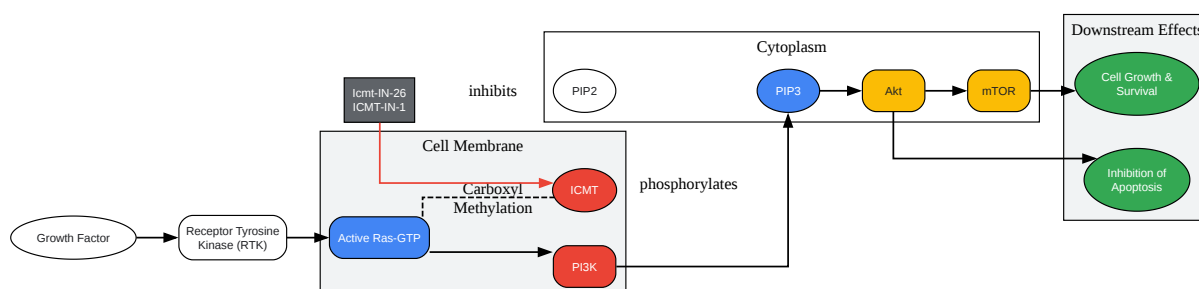 Downstream Effects
Cytoplasm
Icmt-IN-26
ICMT-IN-1
inhibits
PIP2
PIP3
Akt
mTOR
Cell Growth &
Survival
Cell Membrane
Carboxyl
Methylation
ICMT
phosphorylates
Inhibition of
Apoptosis
Growth Factor
Receptor Tyrosine
Kinase (RTK)
Active Ras-GTP
PI3K